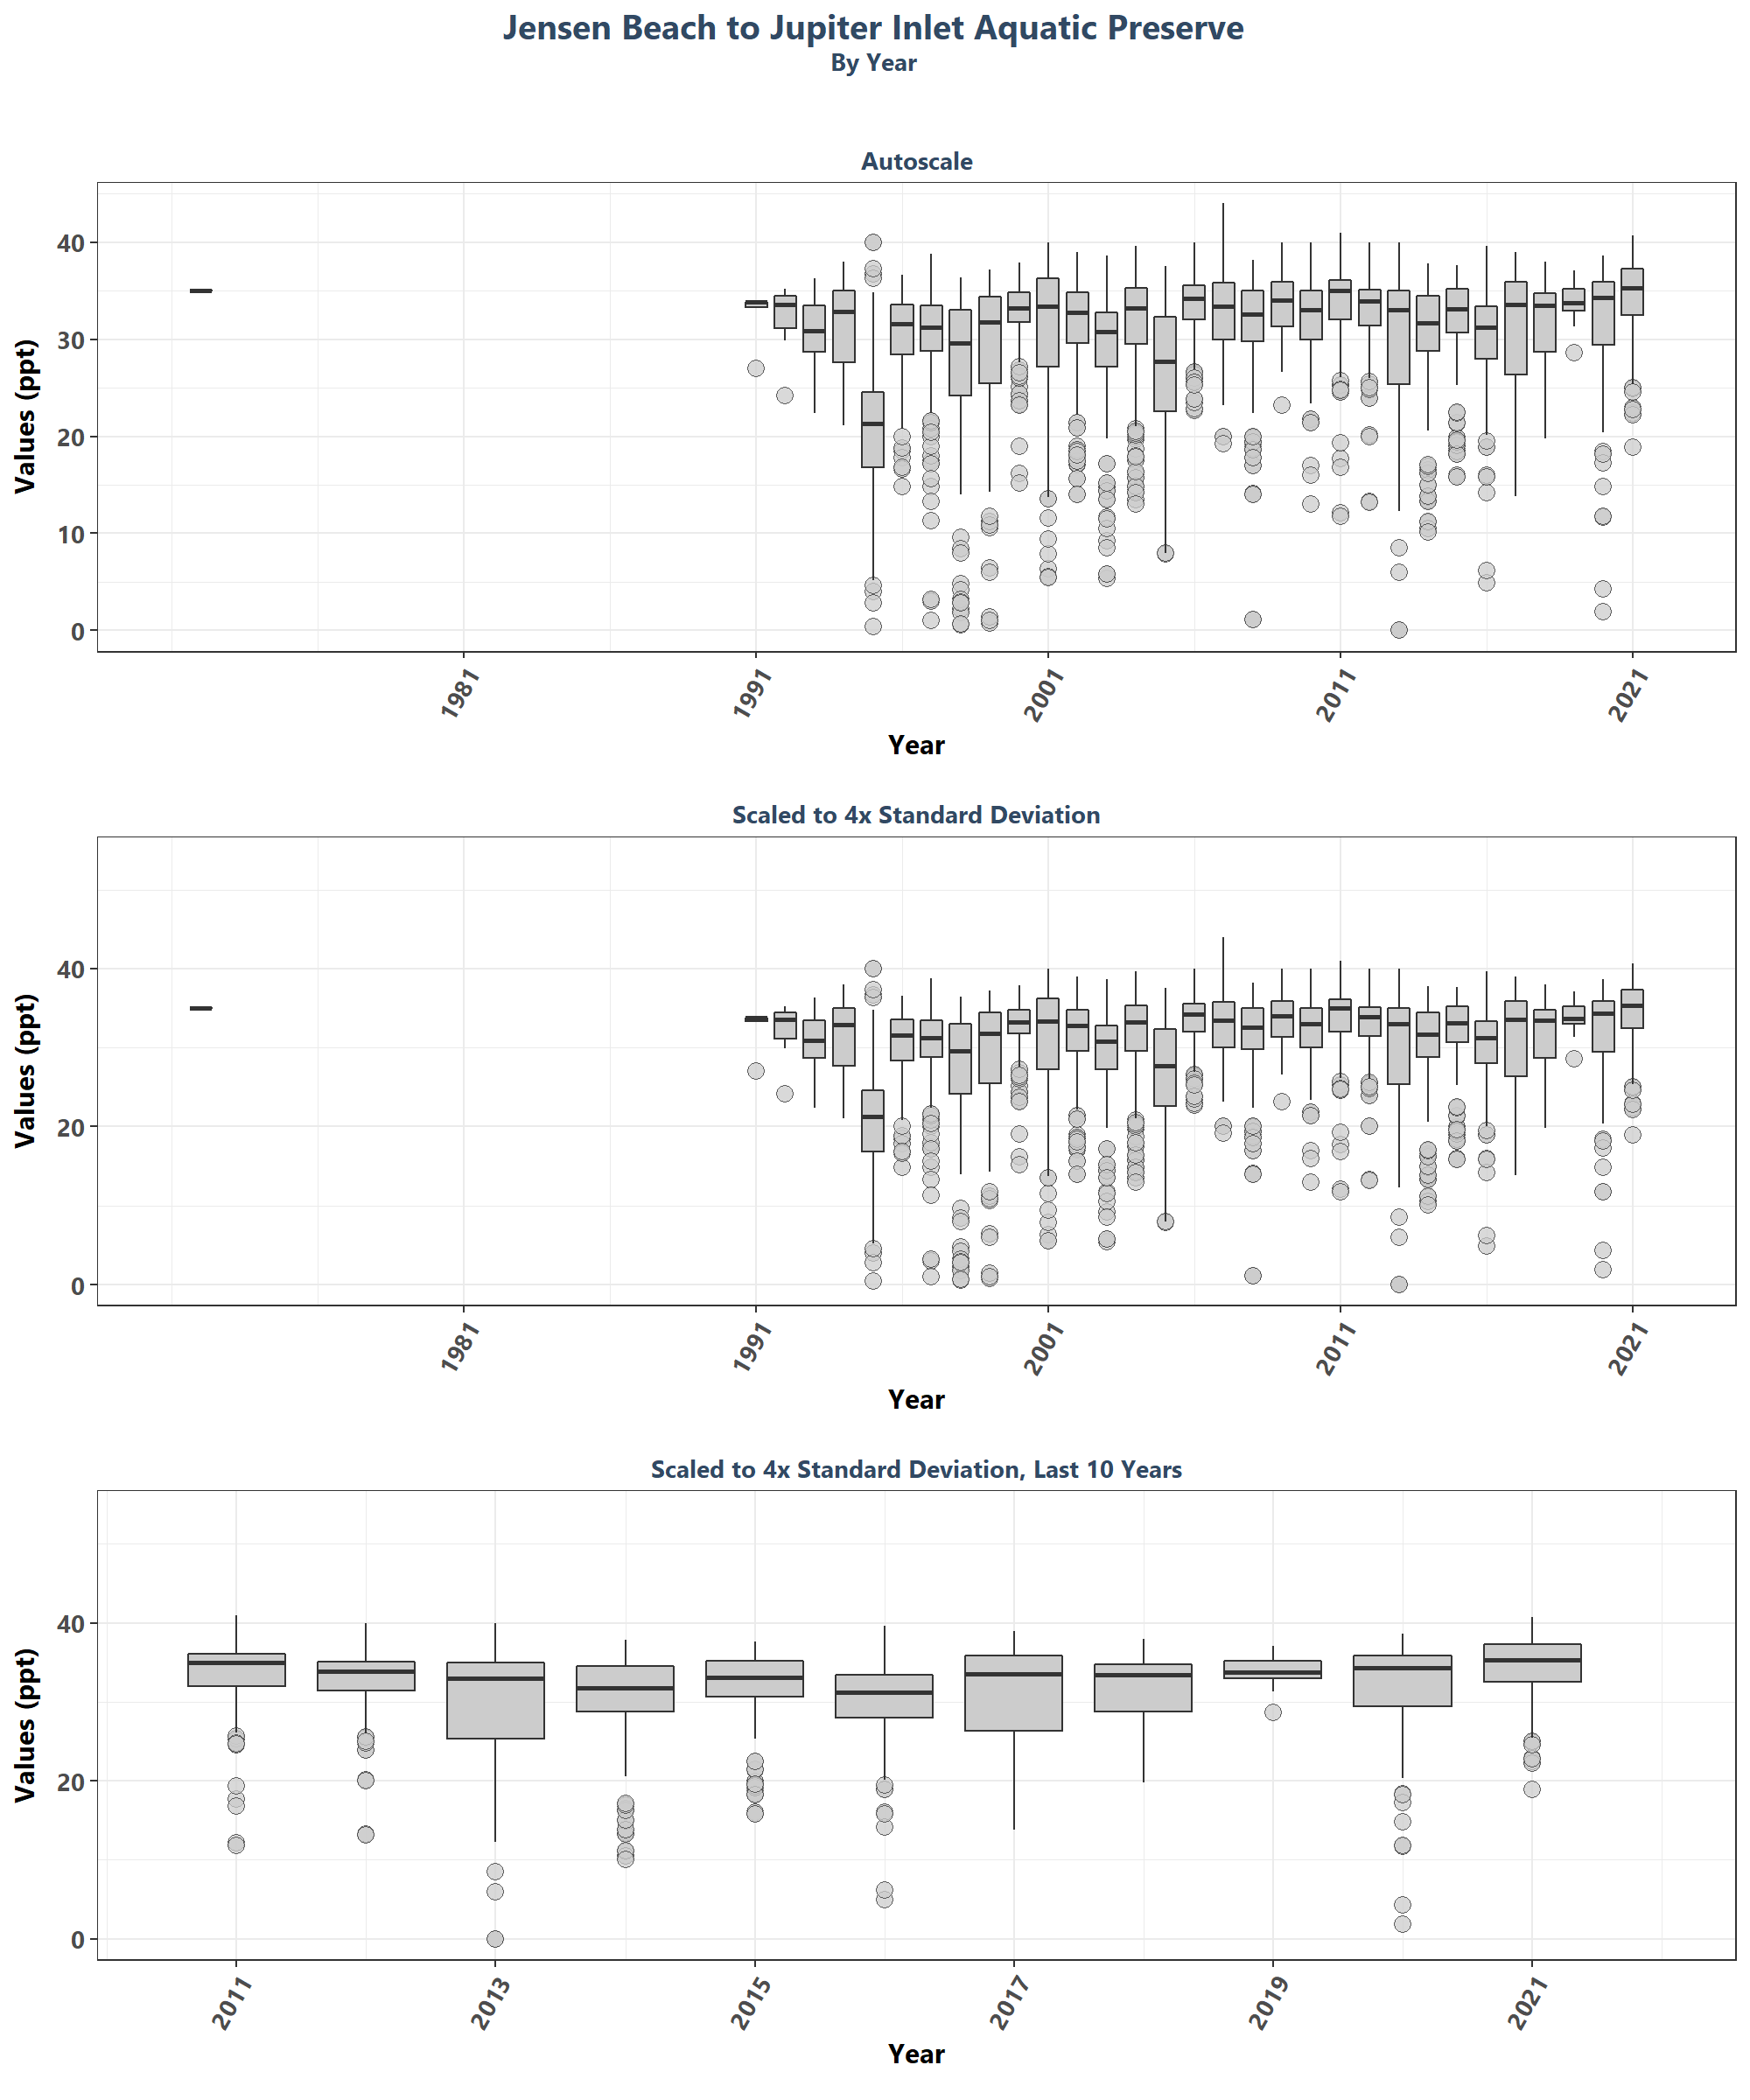 Jensen Beach to Jupiter Inlet Aquatic Preserve
By Year
Autoscale
Values (ppt)
40
30
20
10
0
1981
1991
2001
2011
2021
Year
Scaled to 4x Standard Deviation
Values (ppt)
40
20
0
1981
1991
2001
2011
2021
Year
Scaled to 4x Standard Deviation, Last 10 Years
Values (ppt)
40
20
0
2011
2013
2015
2017
2019
2021
Year